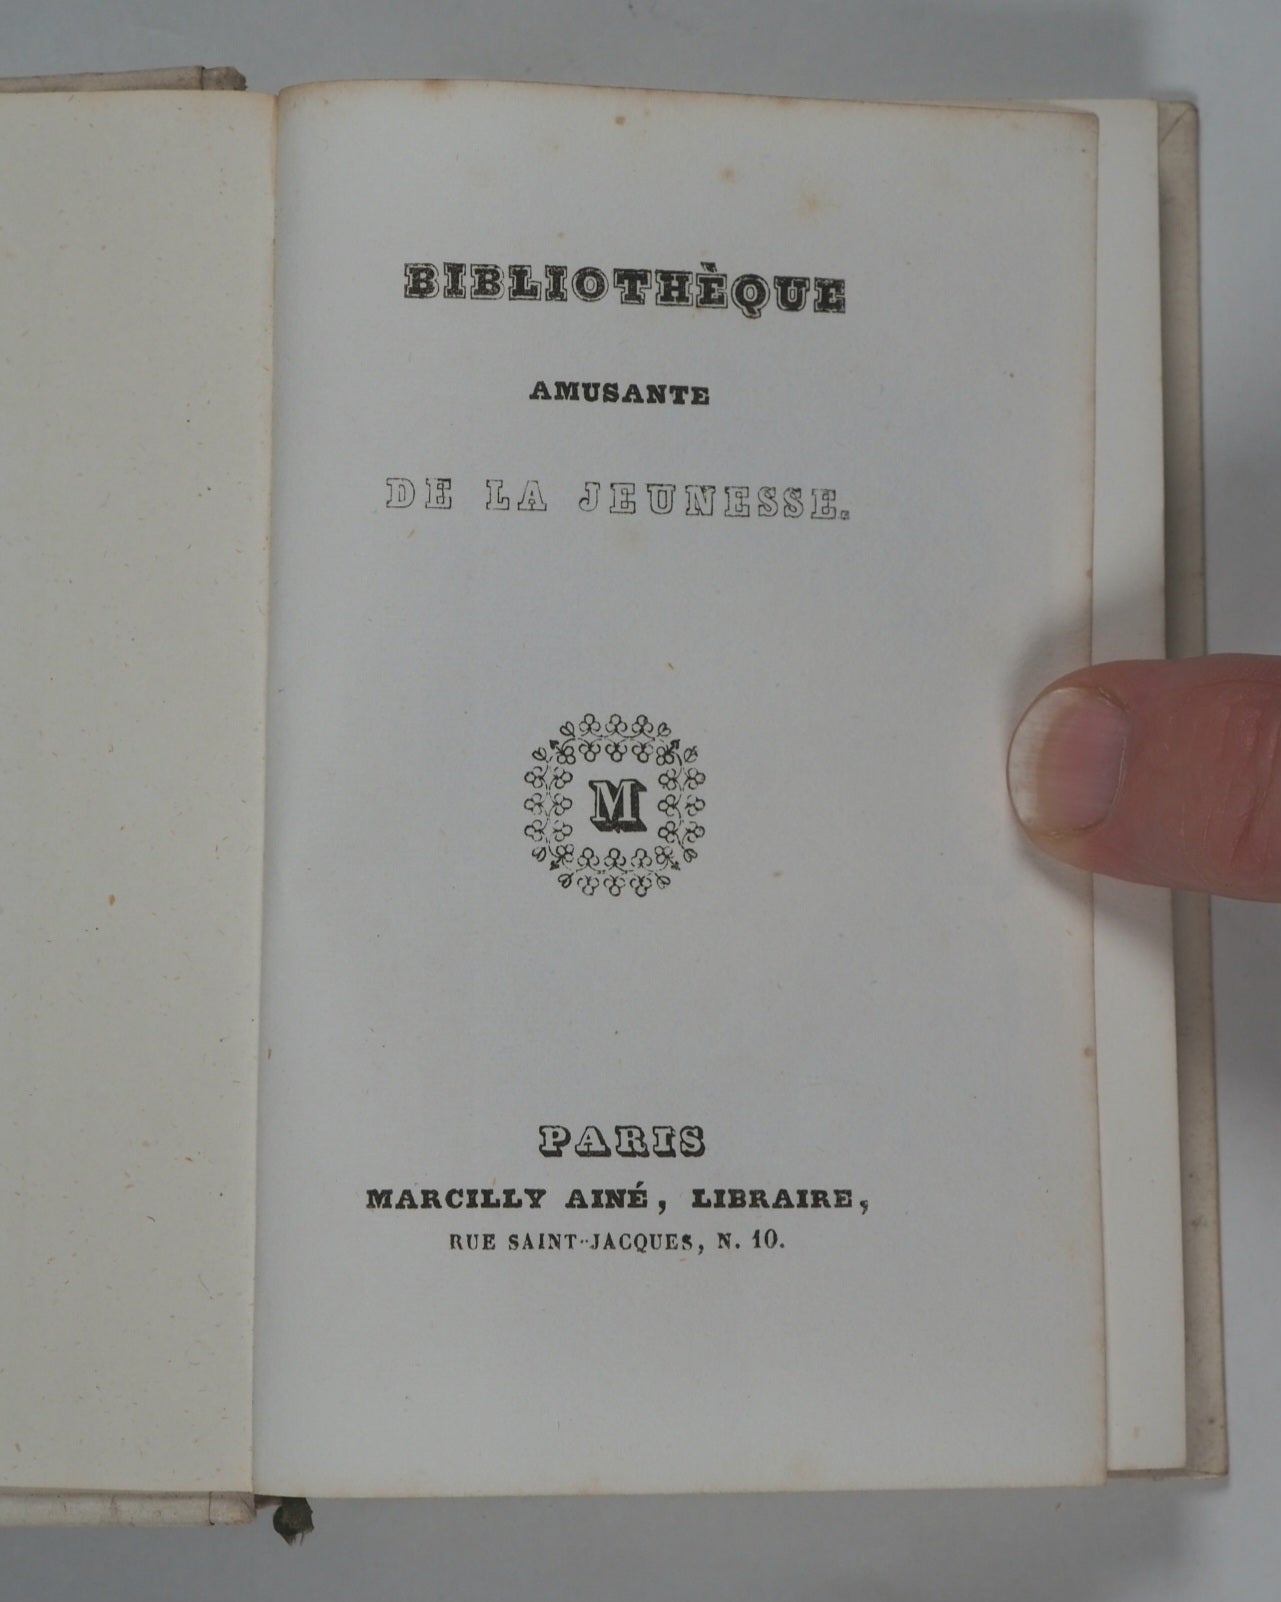 BIBLIOTHÈQUE
AMUSANTE
DE LA JEUNESSE.
M
PARIS
MARCILLY AINÉ, LIBRAIRE,
RUE SAINT-JACQUES, N. 10.